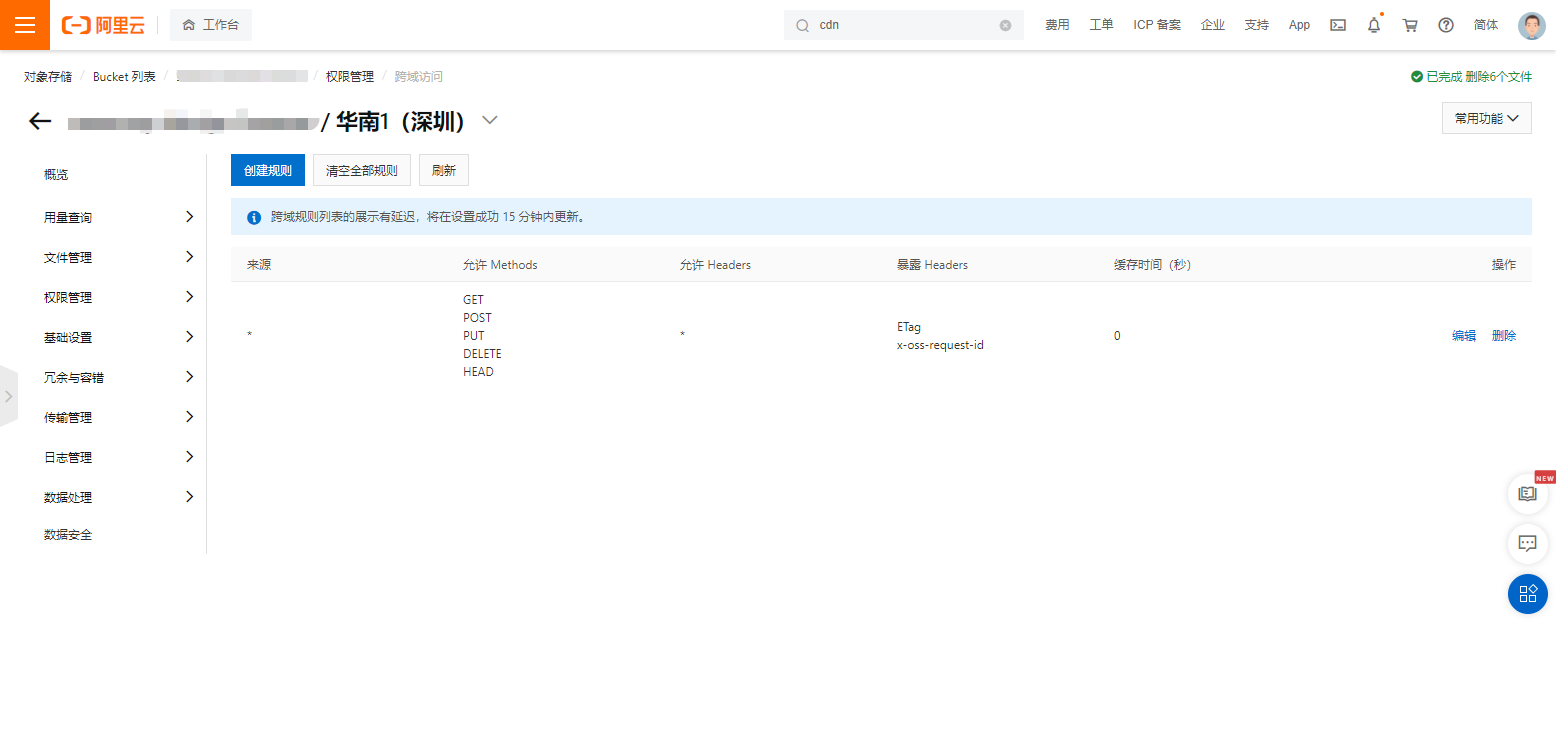 阿里云
工作台
cdn
费用
工单
ICP 备案
企业
支持
App
简体
对象存储 / Bucket 列表 / / 权限管理 / 跨域访问
已完成 删除6个文件
/ 华南1（深圳）
常用功能
概览
用量查询
文件管理
权限管理
基础设置
冗余与容错
传输管理
日志管理
数据处理
数据安全
创建规则
清空全部规则
刷新
跨域规则列表的展示有延迟，将在设置成功 15 分钟内更新。
来源
允许 Methods
允许 Headers
暴露 Headers
缓存时间（秒）
操作
*
GET
POST
PUT
DELETE
HEAD
*
ETag
x-oss-request-id
0
编辑
删除
NEW